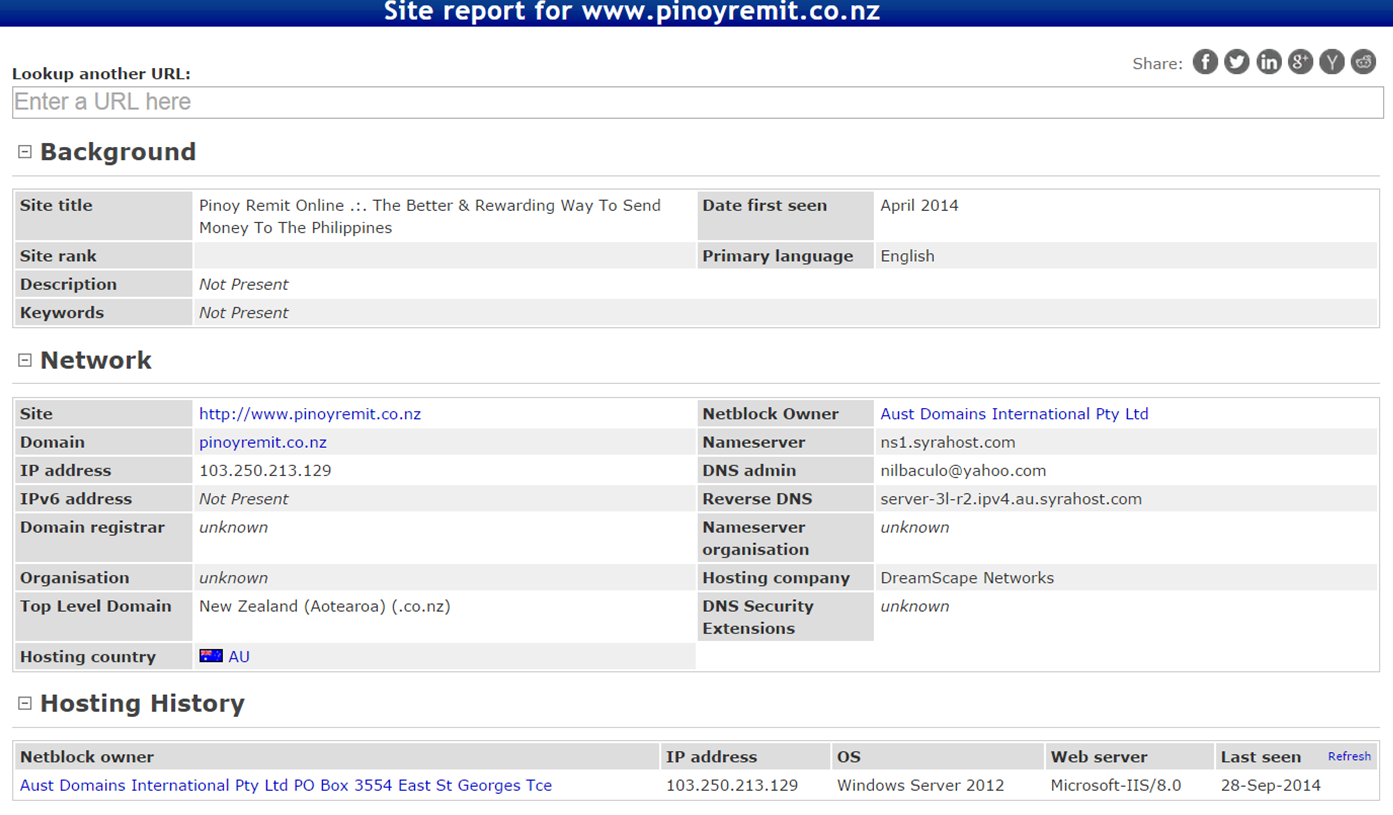 Site report for www.pinoyremit.co.nz
Share:
Lookup another URL:
Enter a URL here
Background
Site title Pinoy Remit Online .:. The Better & Rewarding Way To Send Date first seen April 2014
Money To The Philippines
Site rank Primary language English
Description Not Present
Keywords Not Present
Network
Site http://www.pinoyremit.co.nz Netblock Owner Aust Domains International Pty Ltd
Domain pinoyremit.co.nz Nameserver ns1.syrahost.com
IP address 103.250.213.129 DNS admin nilbaculo@yahoo.com
IPv6 address Not Present Reverse DNS server-3l-r2.ipv4.au.syrahost.com
Domain registrar unknown Nameserver unknown
organisation
Organisation unknown Hosting company DreamScape Networks
Top Level Domain New Zealand (Aotearoa) (.co.nz) DNS Security unknown
Extensions
Hosting country AU
Hosting History
Netblock owner IP address OS Web server Last seen Refresh
Aust Domains International Pty Ltd PO Box 3554 East St Georges Tce 103.250.213.129 Windows Server 2012 Microsoft-IIS/8.0 28-Sep-2014